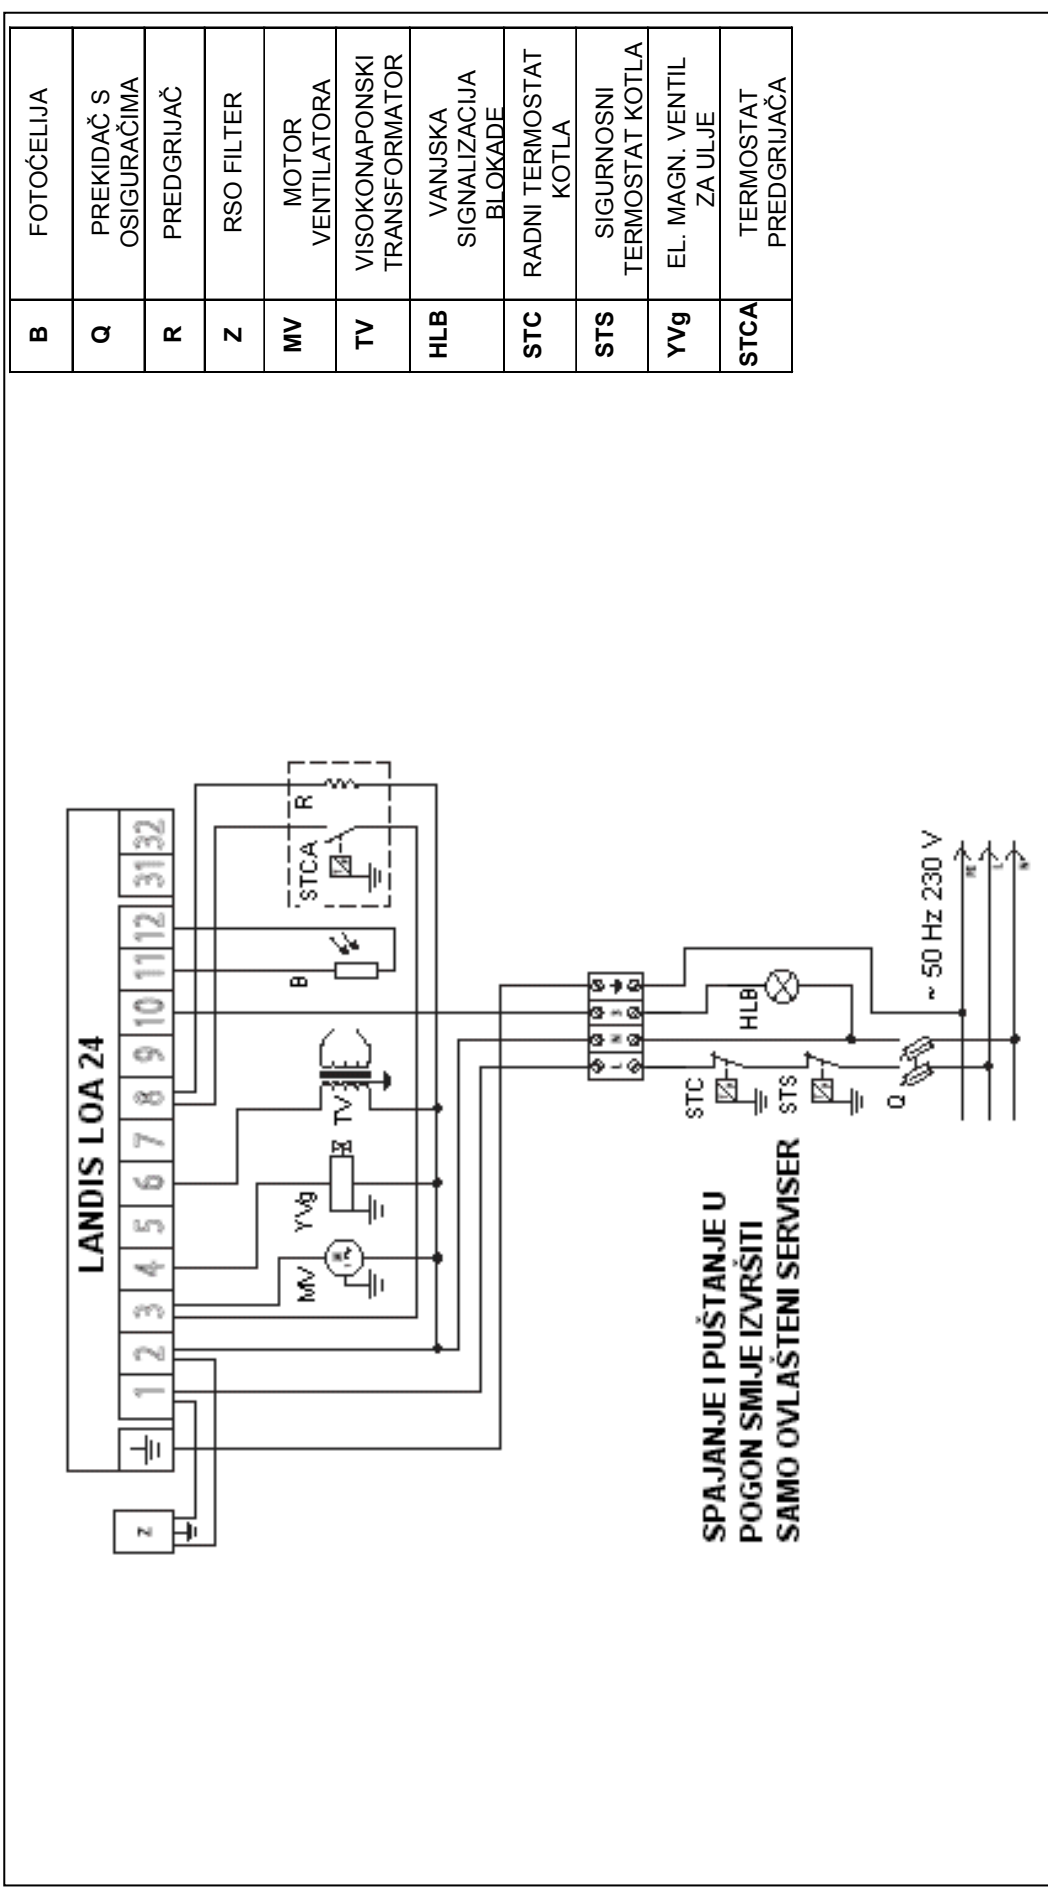 LANDIS LOA 24
1 2 3 4 5 6 7 8 9 10 11 12 31 32
Z
MV
YVg
TV
B
STCA
R
L N S
STC
STS
HLB
Q
~ 50 Hz 230 V
PE
L
N
SPAJANJE I PUŠTANJE U
POGON SMIJE IZVRŠITI
SAMO OVLAŠTENI SERVISER
B FOTOĆELIJA
Q PREKIDAČ S
OSIGURAČIMA
R PREDGRIJAČ
Z RSO FILTER
MV MOTOR
VENTILATORA
TV VISOKONAPONSKI
TRANSFORMATOR
HLB VANJSKA
SIGNALIZACIJA
BLOKADE
STC RADNI TERMOSTAT
KOTLA
STS SIGURNOSNI
TERMOSTAT KOTLA
YVg EL. MAGN. VENTIL
ZA ULJE
STCA TERMOSTAT
PREDGRIJAČA